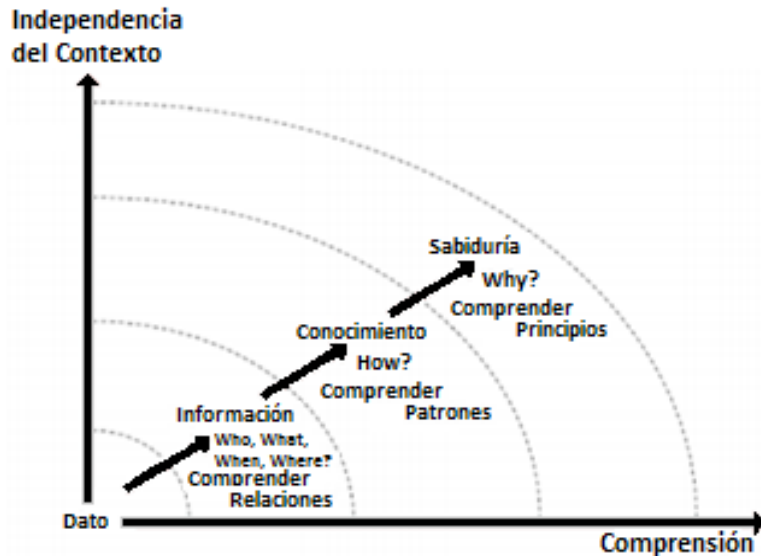 Independencia
del Contexto
Sabiduría
Why?
Comprender
Principios
Conocimiento
How?
Comprender
Patrones
Información
Who, What,
When, Where?
Comprender
Relaciones
Dato
Comprensión